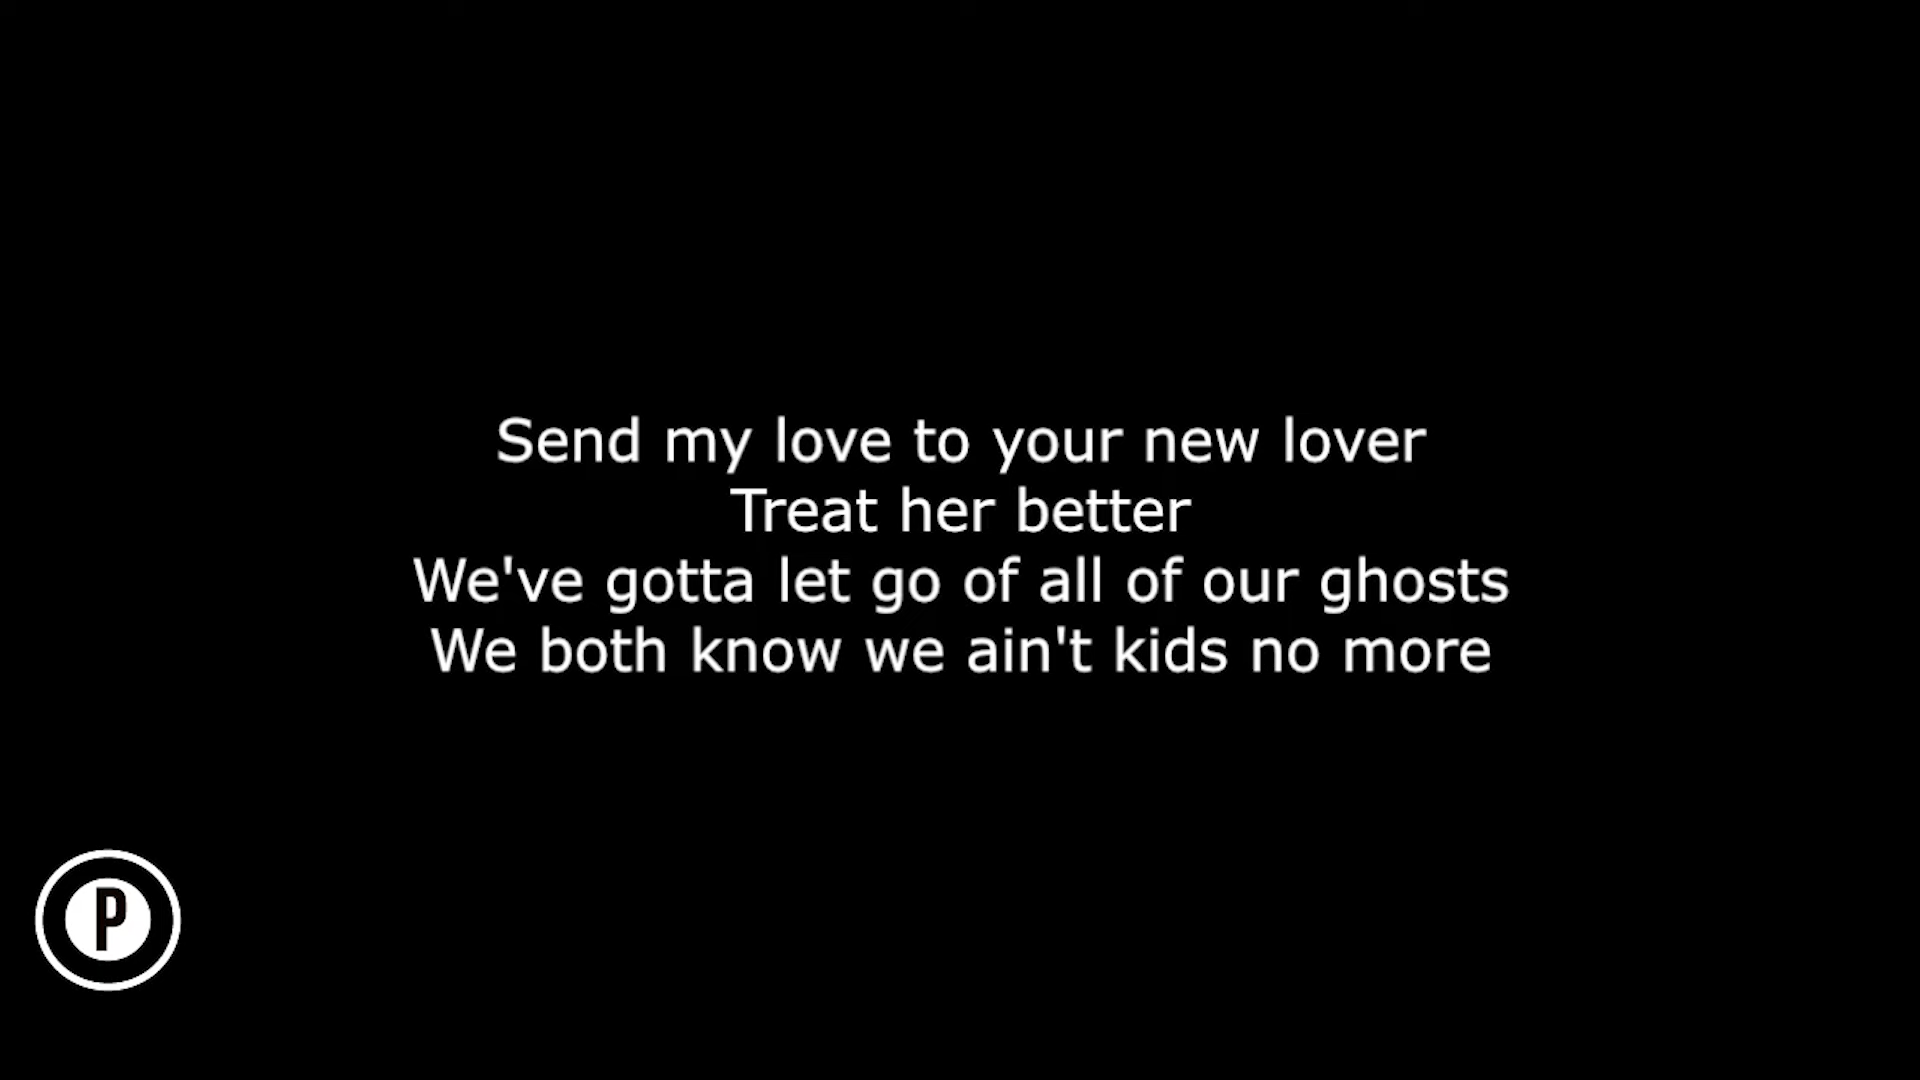 Send my love to your new lover
Treat her better
We've gotta let go of all of our ghosts
We both know we ain't kids no more
P